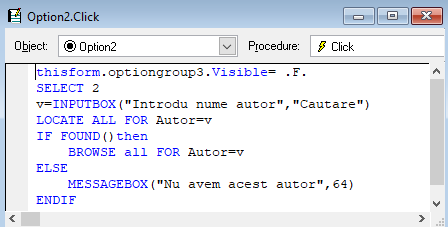 Option2.Click
Object: Option2 Procedure: Click
thisform.optiongroup3.Visible= .F.
SELECT 2
v=INPUTBOX("Introdu nume autor","Cautare")
LOCATE ALL FOR Autor=v
IF FOUND()then
    BROWSE all FOR Autor=v
ELSE
    MESSAGEBOX("Nu avem acest autor",64)
ENDIF